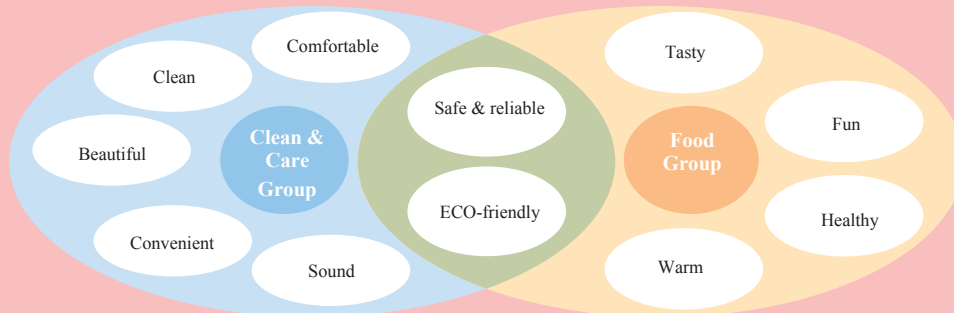 Comfortable
Clean
Beautiful
Clean &
Care
Group
Convenient
Sound
Safe & reliable
ECO-friendly
Tasty
Fun
Food
Group
Healthy
Warm